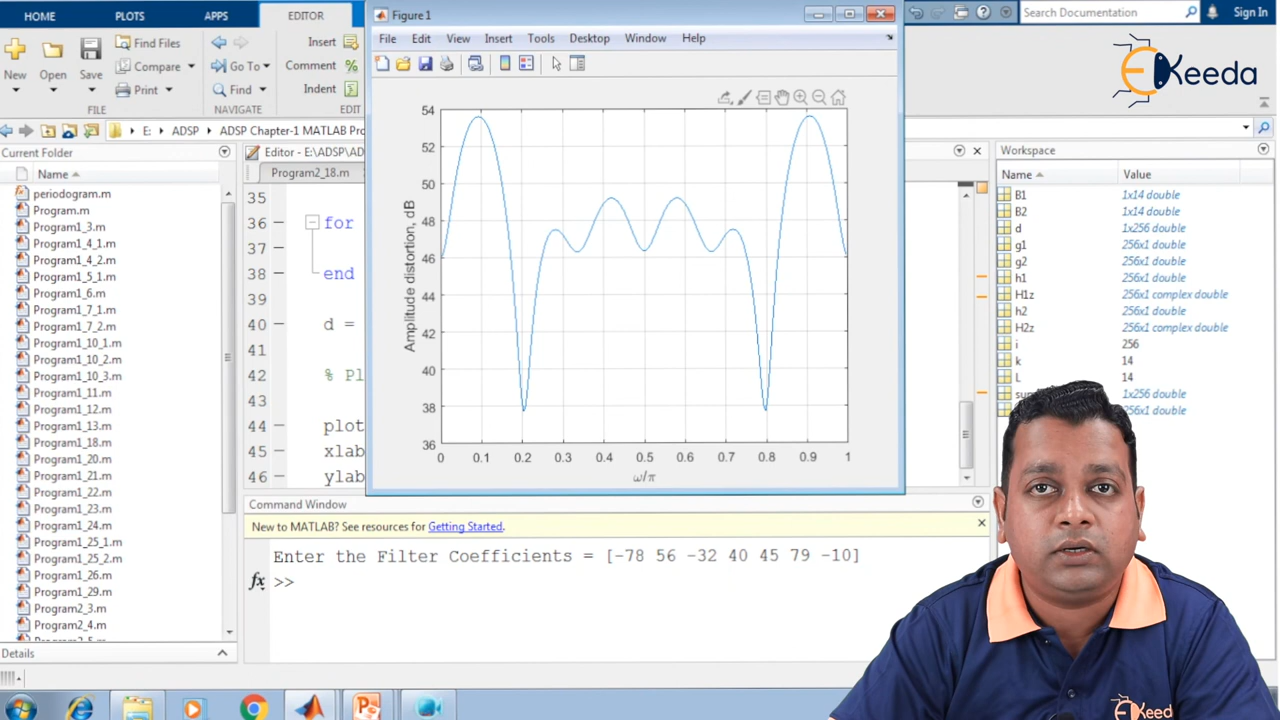 HOME PLOTS APPS EDITOR
Figure 1
Search Documentation Sign In
File Edit View Insert Tools Desktop Window Help
New Open Save
Find Files
Compare
Print
Go To
Find
Insert
Comment
Indent
FILE NAVIGATE EDIT
EKeeda
E: ADSP ADSP Chapter-1 MATLAB Pro
Current Folder
Name
periodogram.m
Program.m
Program1_3.m
Program1_4_1.m
Program1_4_2.m
Program1_5_1.m
Program1_6.m
Program1_7_1.m
Program1_7_2.m
Program1_10_1.m
Program1_10_2.m
Program1_10_3.m
Program1_11.m
Program1_12.m
Program1_13.m
Program1_18.m
Program1_20.m
Program1_21.m
Program1_22.m
Program1_23.m
Program1_24.m
Program1_25_1.m
Program1_25_2.m
Program1_26.m
Program1_29.m
Program2_3.m
Program2_4.m
Details
Editor - E:\ADSP\AD
Program2_18.m
35
36 for
37
38 end
39
40 d =
41
42 % Pl
43
44 plot
45 xlab
46 ylab
Amplitude distortion, dB
54
52
50
48
46
44
42
40
38
36
0 0.1 0.2 0.3 0.4 0.5 0.6 0.7 0.8 0.9 1
ω/π
Workspace
Name Value
B1 1x14 double
B2 1x14 double
d 1x256 double
g1 256x1 double
g2 256x1 double
h1 256x1 double
H1z 256x1 complex double
h2 256x1 double
H2z 256x1 complex double
i 256
k 14
L 14
1x256 double
256x1 double
Command Window
New to MATLAB? See resources for Getting Started.
Enter the Filter Coefficients = [-78 56 -32 40 45 79 -10]
fx >>
EKeeda